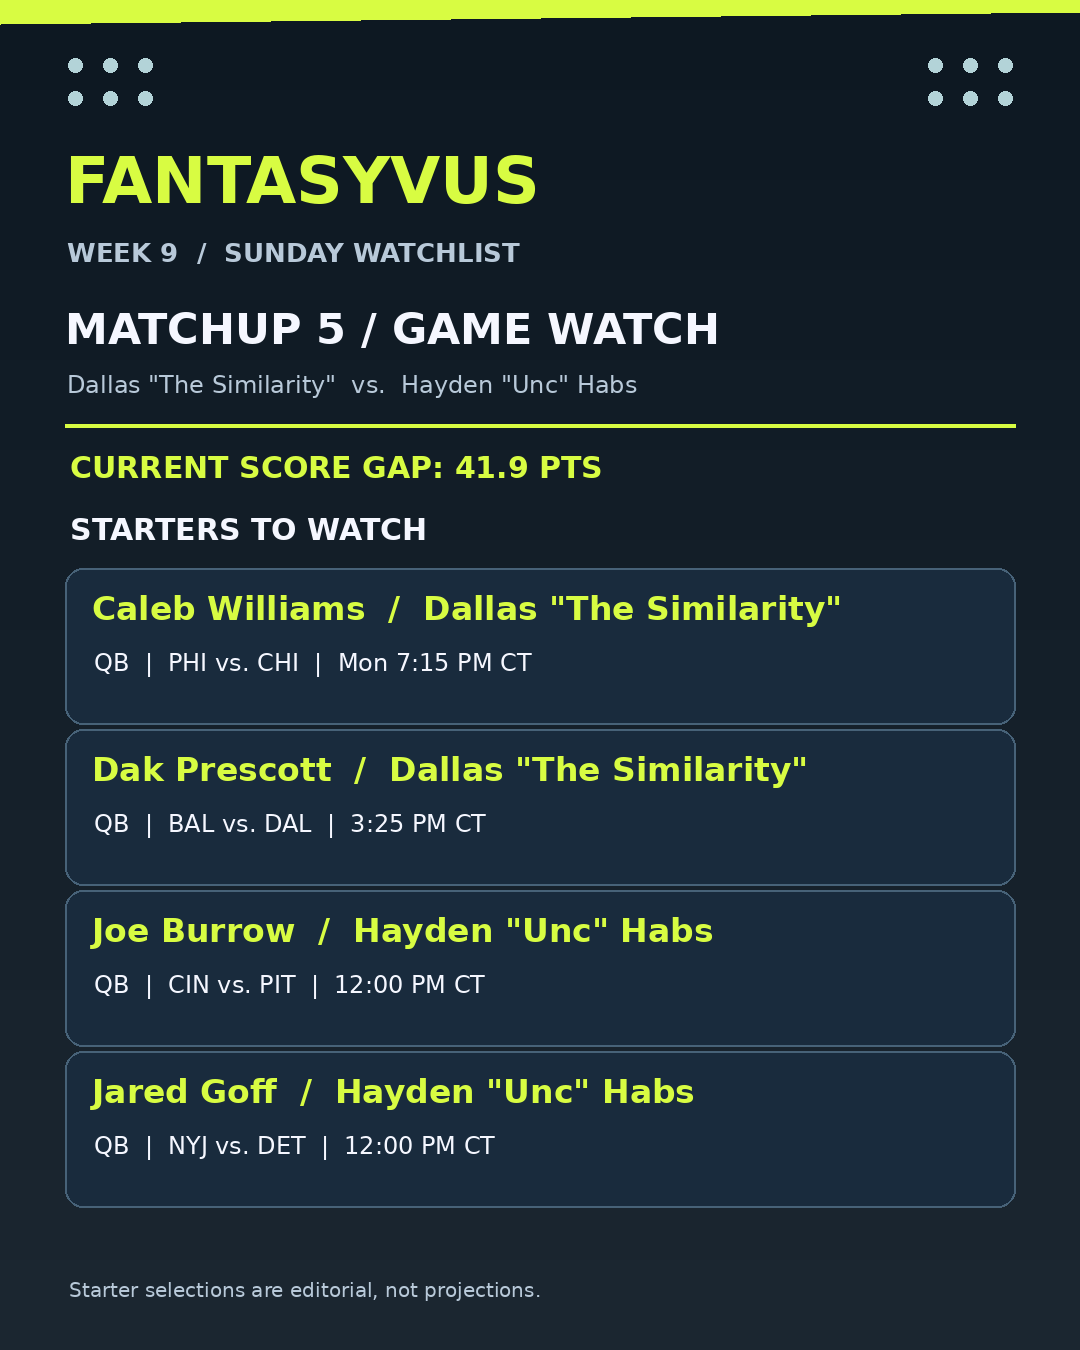 FANTASYVUS
WEEK 9 / SUNDAY WATCHLIST
MATCHUP 5 / GAME WATCH
Dallas "The Similarity" vs. Hayden "Unc" Habs
CURRENT SCORE GAP: 41.9 PTS
STARTERS TO WATCH
Caleb Williams / Dallas "The Similarity"
QB | PHI vs. CHI | Mon 7:15 PM CT
Dak Prescott / Dallas "The Similarity"
QB | BAL vs. DAL | 3:25 PM CT
Joe Burrow / Hayden "Unc" Habs
QB | CIN vs. PIT | 12:00 PM CT
Jared Goff / Hayden "Unc" Habs
QB | NYJ vs. DET | 12:00 PM CT
Starter selections are editorial, not projections.